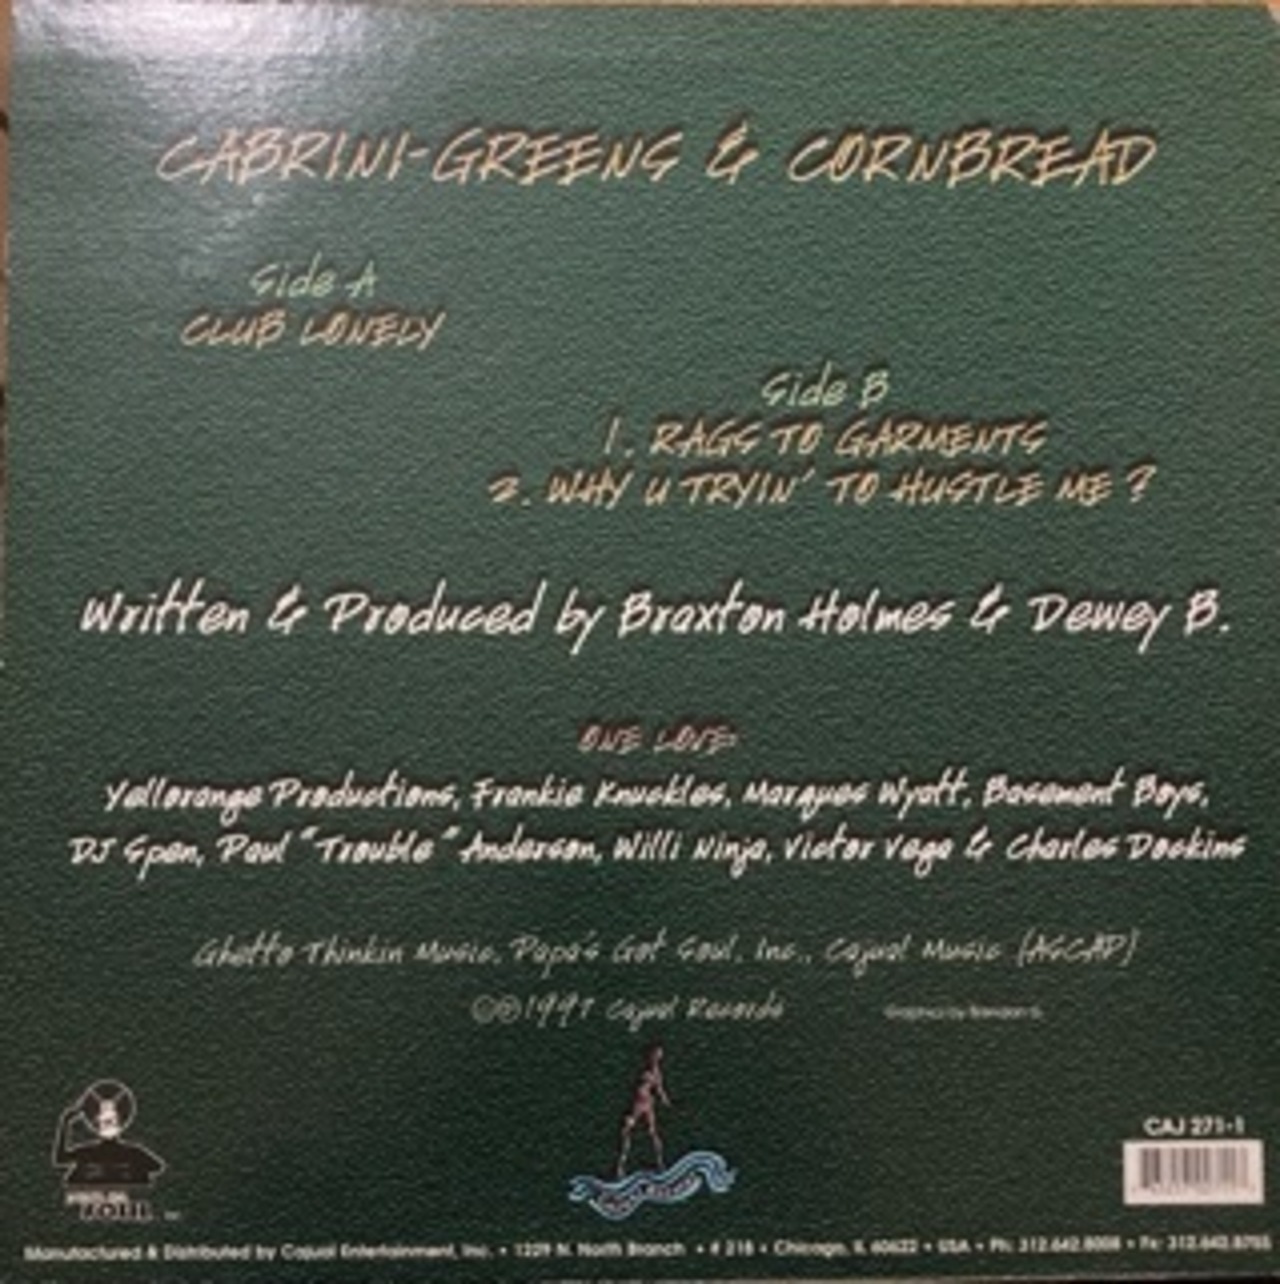 CABRINI-GREENS & CORNBREAD
Side A
CLUB LONELY
Side B
1. RAGS TO GARMENTS
2. WHY U TRYIN' TO HUSTLE ME ?
Written & Produced by Braxton Holmes & Dewey B.
ONE LOVE:
Yellorange Productions, Frankie Knuckles, Marques Wyatt, Basement Boys,
DJ Spen, Paul "Trouble" Anderson, Willi Ninja, Victor Vega & Charles Dockins
Ghetto Thinkin Music, Papa's Got Soul, Inc., Cajual Music (ASCAP)
©℗1997 Cajual Records
Graphics by
CAJ 271-1
SOUL
Manufactured & Distributed by Cajual Entertainment, Inc. • 1229 N. North Branch • # 218 • Chicago, IL 60622 • USA • Ph: 312.642 • Fx: 312.642